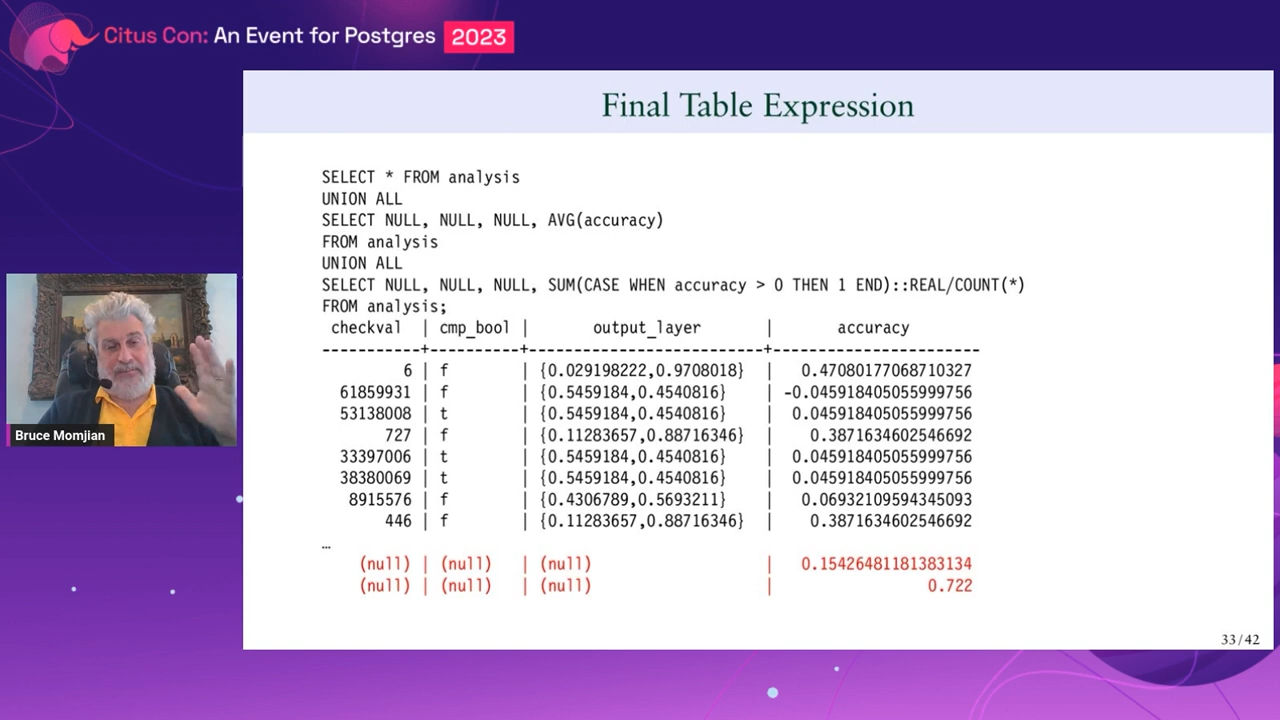 Citus Con: An Event for Postgres 2023
Final Table Expression
SELECT * FROM analysis
UNION ALL
SELECT NULL, NULL, NULL, AVG(accuracy)
FROM analysis
UNION ALL
SELECT NULL, NULL, NULL, SUM(CASE WHEN accuracy > 0 THEN 1 END)::REAL/COUNT(*)
FROM analysis;
checkval | cmp_bool | output_layer | accuracy
-----------+----------+--------------------------+-----------------------
6 | f | {0.029198222,0.9708018} | 0.47080177068710327
61859931 | f | {0.5459184,0.4540816} | -0.045918405055999756
53138008 | t | {0.5459184,0.4540816} | 0.045918405055999756
727 | f | {0.11283657,0.88716346} | 0.3871634602546692
33397006 | t | {0.5459184,0.4540816} | 0.045918405055999756
38380069 | t | {0.5459184,0.4540816} | 0.045918405055999756
8915576 | f | {0.4306789,0.5693211} | 0.06932109594345093
446 | f | {0.11283657,0.88716346} | 0.3871634602546692
…
(null) | (null) | (null) | 0.15426481181383134
(null) | (null) | (null) | 0.722
33/42
Bruce Momjian